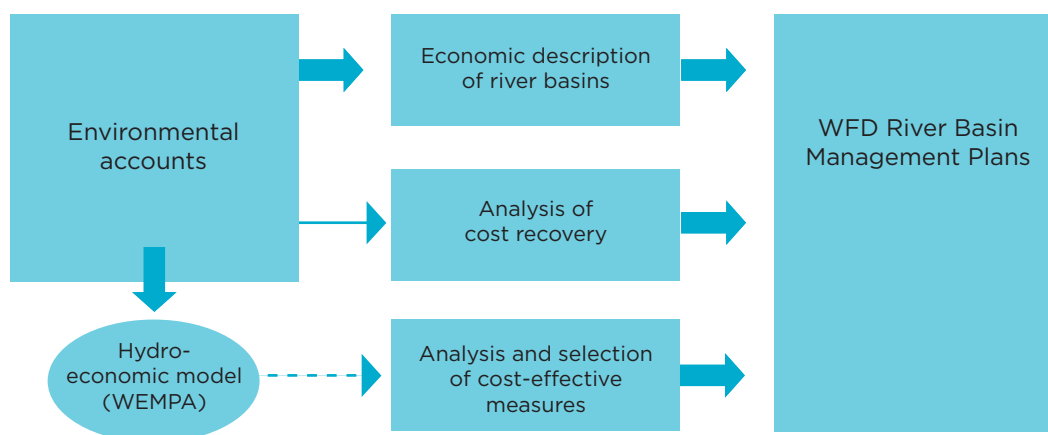 Environmental
accounts
Economic description
of river basins
WFD River Basin
Management Plans
Analysis of
cost recovery
Hydro-
economic model
(WEMPA)
Analysis and selection
of cost-effective
measures